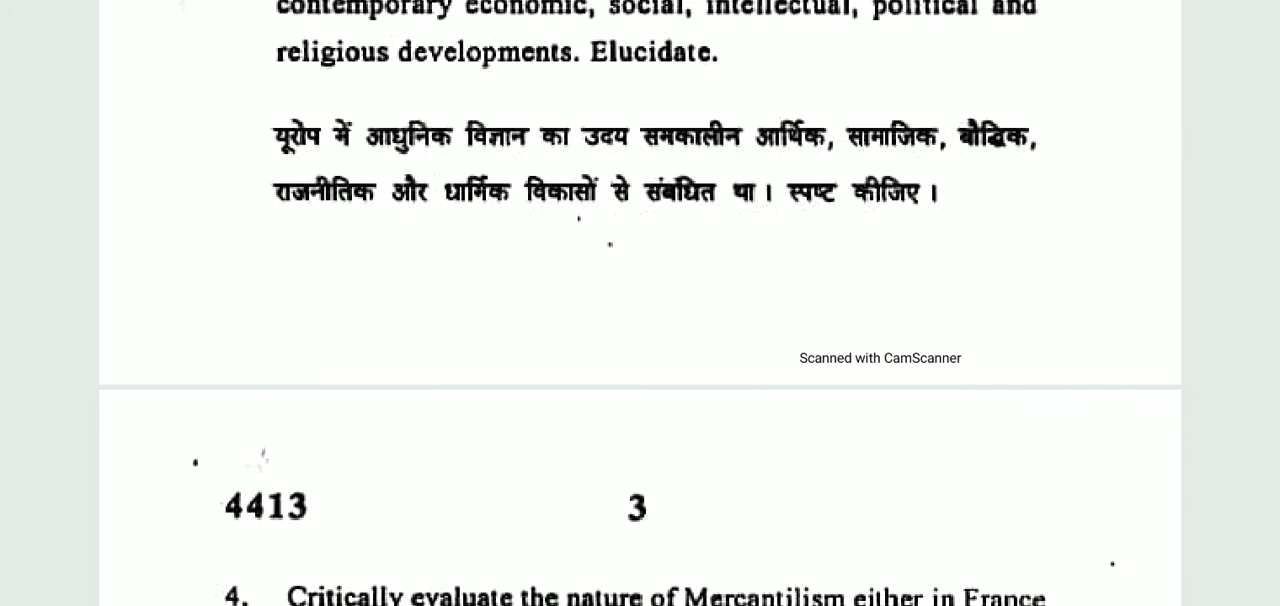 contemporary economic, social, intellectual, political and
religious developments. Elucidate.
यूरोप में आधुनिक विज्ञान का उदय समकालीन आर्थिक, सामाजिक, बौद्धिक,
राजनीतिक और धार्मिक विकासों से संबंधित था। स्पष्ट कीजिए।
Scanned with CamScanner
4413 3
4. Critically evaluate the nature of Mercantilism either in France